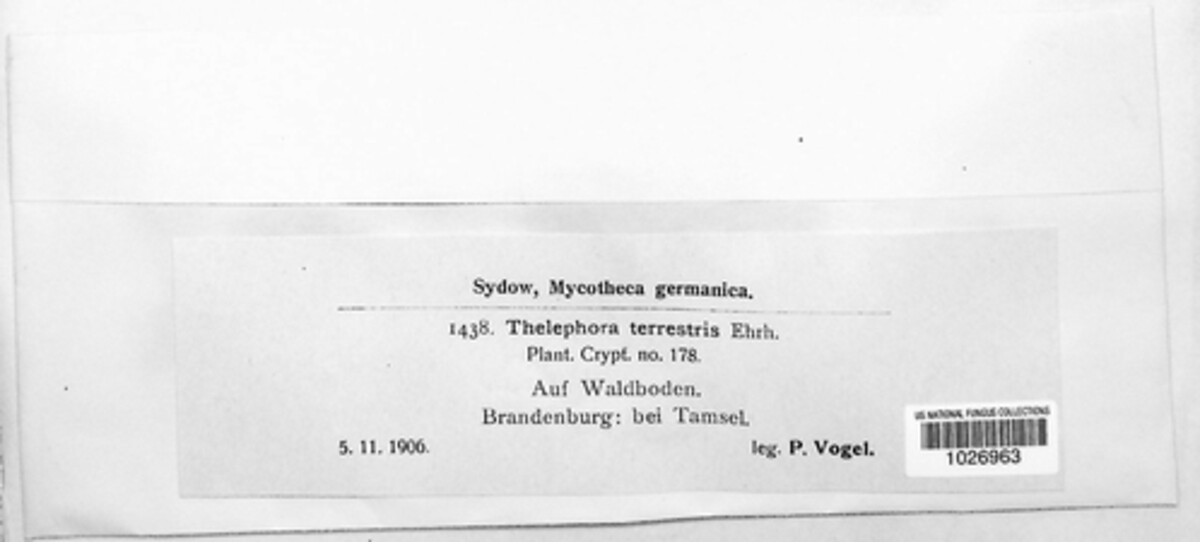 Sydow, Mycotheca germanica.
1438. Thelephora terrestris Ehrh.
Plant. Crypt. no. 178.
Auf Waldboden.
Brandenburg: bei Tamsel.
5. 11. 1906. leg. P. Vogel.
US NATIONAL FUNGUS COLLECTIONS
1026963